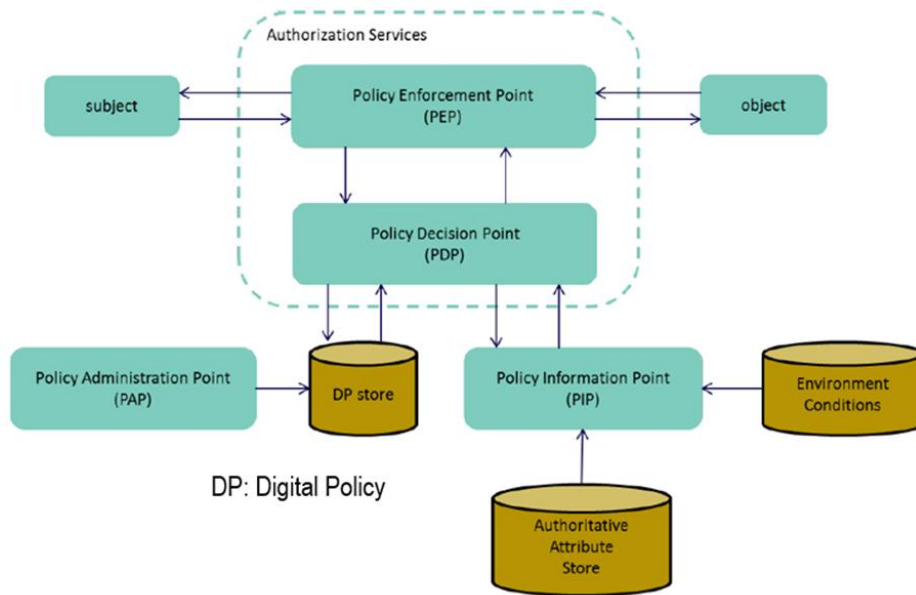 Authorization Services
Policy Enforcement Point
(PEP)
subject
object
Policy Decision Point
(PDP)
Policy Administration Point
(PAP)
DP store
Policy Information Point
(PIP)
Environment
Conditions
DP: Digital Policy
Authoritative
Attribute
Store